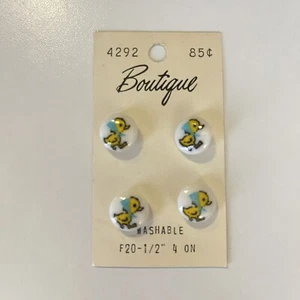 4292 85¢
Boutique
WASHABLE
F20-1/2" 4 ON